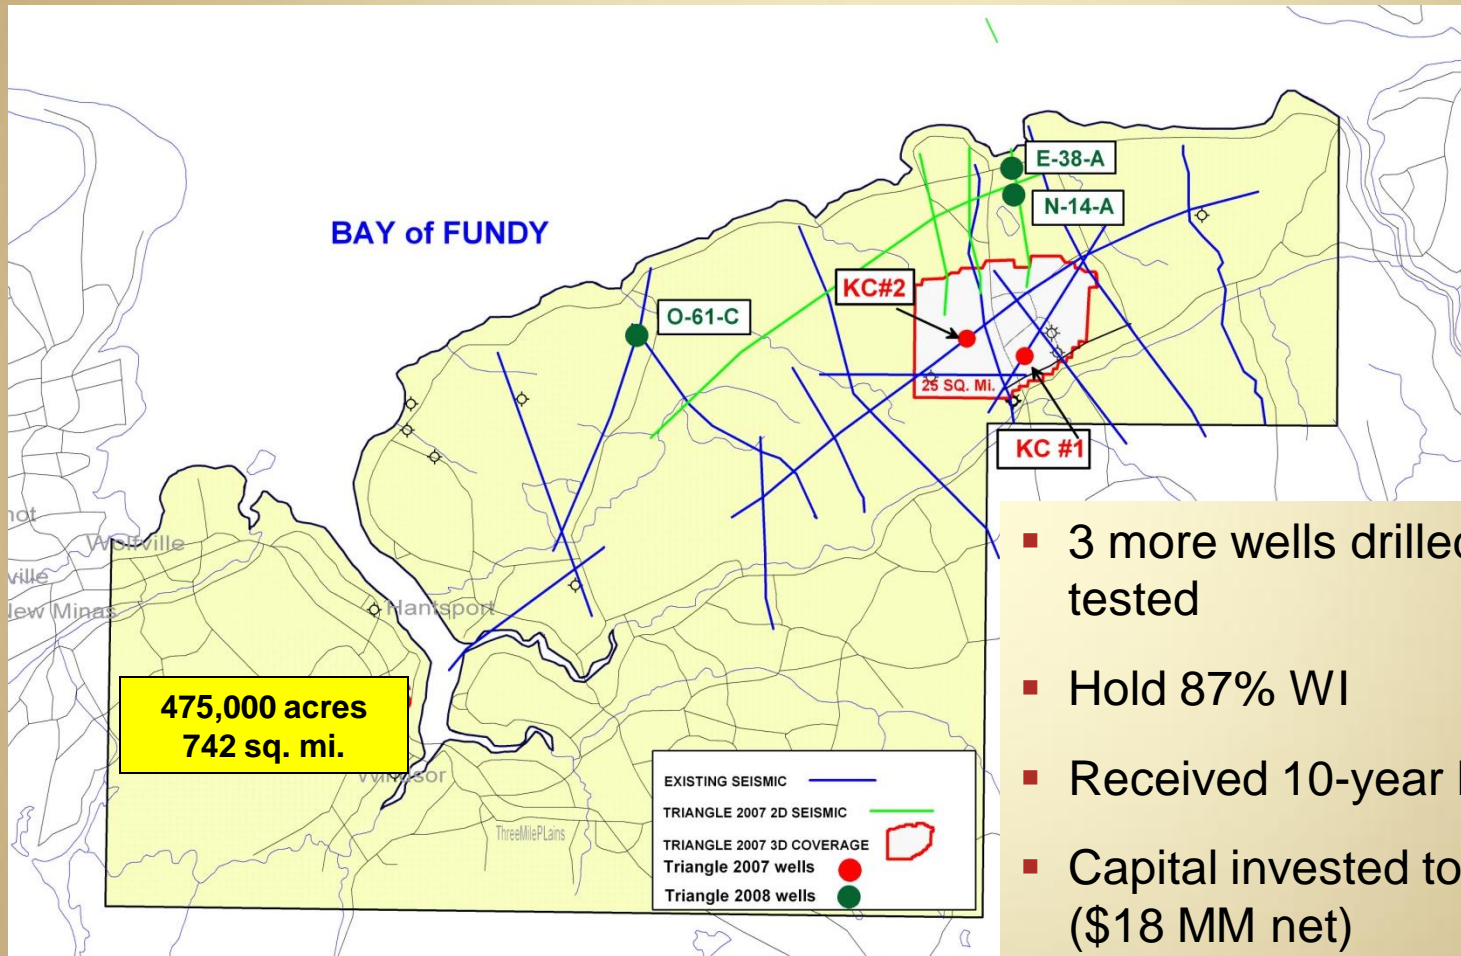 BAY of FUNDY
E-38-A
N-14-A
KC#2
O-61-C
25 SQ. Mi.
KC #1
Wolfville
New Minas
Hantsport
475,000 acres
742 sq. mi.
Windsor
ThreeMilePLains
EXISTING SEISMIC
TRIANGLE 2007 2D SEISMIC
TRIANGLE 2007 3D COVERAGE
Triangle 2007 wells
Triangle 2008 wells
▪ 3 more wells drilled
tested
▪ Hold 87% WI
▪ Received 10-year
▪ Capital invested to
($18 MM net)